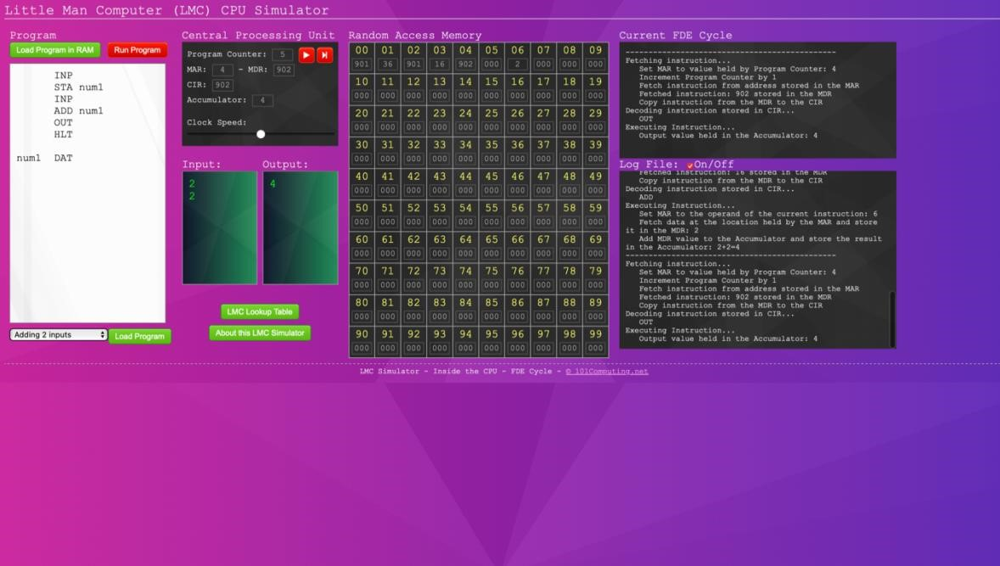 Little Man Computer (LMC) CPU Simulator
Program
Load Program in RAM Run Program
INP
STA num1
INP
ADD num1
OUT
HLT
num1 DAT
Adding 2 inputs Load Program
Central Processing Unit
Program Counter: 5
MAR: 4 - MDR: 902
CIR: 902
Accumulator: 4
Clock Speed:
Input: Output:
2 4
2
LMC Lookup Table
About this LMC Simulator
Random Access Memory
00 01 02 03 04 05 06 07 08 09
901 36 901 16 902 000 2 000 000 000
10 11 12 13 14 15 16 17 18 19
000 000 000 000 000 000 000 000 000 000
20 21 22 23 24 25 26 27 28 29
000 000 000 000 000 000 000 000 000 000
30 31 32 33 34 35 36 37 38 39
000 000 000 000 000 000 000 000 000 000
40 41 42 43 44 45 46 47 48 49
000 000 000 000 000 000 000 000 000 000
50 51 52 53 54 55 56 57 58 59
000 000 000 000 000 000 000 000 000 000
60 61 62 63 64 65 66 67 68 69
000 000 000 000 000 000 000 000 000 000
70 71 72 73 74 75 76 77 78 79
000 000 000 000 000 000 000 000 000 000
80 81 82 83 84 85 86 87 88 89
000 000 000 000 000 000 000 000 000 000
90 91 92 93 94 95 96 97 98 99
000 000 000 000 000 000 000 000 000 000
Current FDE Cycle
----------------------------------------------
Fetching instruction...
Set MAR to value held by Program Counter: 4
Increment Program Counter by 1
Fetch instruction from address stored in the MAR
Fetched instruction: 902 stored in the MDR
Copy instruction from the MDR to the CIR
Decoding instruction stored in CIR...
OUT
Executing Instruction...
Output value held in the Accumulator: 4
Log File: On/Off
Fetched instruction: 16 stored in the MDR
Copy instruction from the MDR to the CIR
Decoding instruction stored in CIR...
ADD
Executing Instruction...
Set MAR to the operand of the current instruction: 6
Fetch data at the location held by the MAR and store
it in the MDR: 2
Add MDR value to the Accumulator and store the result
in the Accumulator: 2+2=4
----------------------------------------------
Fetching instruction...
Set MAR to value held by Program Counter: 4
Increment Program Counter by 1
Fetch instruction from address stored in the MAR
Fetched instruction: 902 stored in the MDR
Copy instruction from the MDR to the CIR
Decoding instruction stored in CIR...
OUT
Executing Instruction...
Output value held in the Accumulator: 4
LMC Simulator - Inside the CPU - FDE Cycle - © 101Computing.net